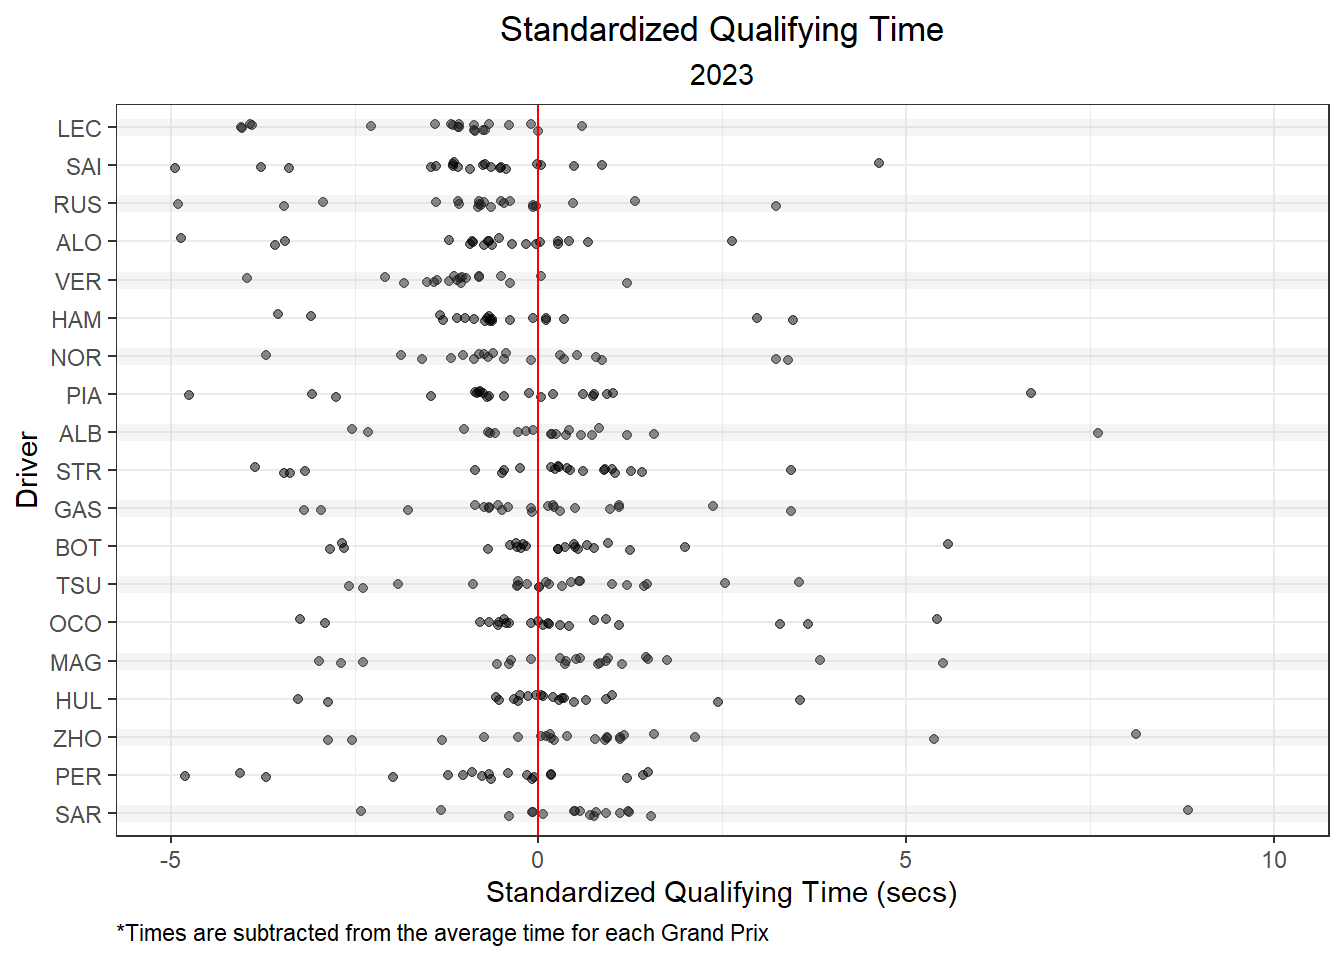 Standardized Qualifying Time
2023
Driver
LEC
SAI
RUS
ALO
VER
HAM
NOR
PIA
ALB
STR
GAS
BOT
TSU
OCO
MAG
HUL
ZHO
PER
SAR
-5 0 5 10
Standardized Qualifying Time (secs)
*Times are subtracted from the average time for each Grand Prix